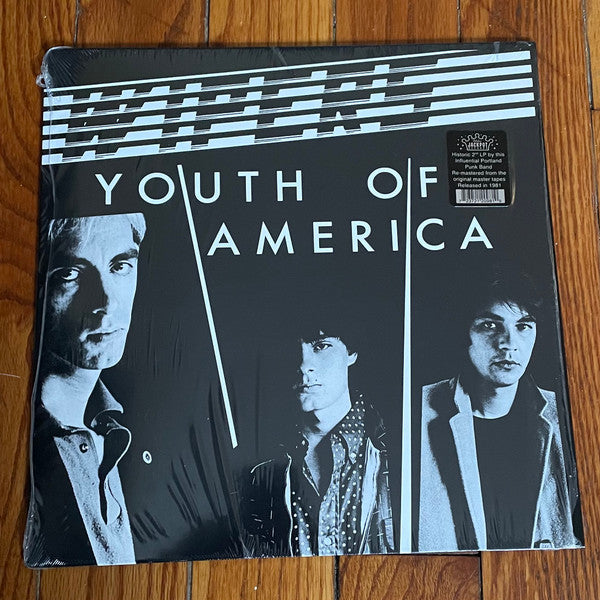 YOUTH OF
AMERICA
JACKPOT
Historic 2nd LP by this
Influential Portland
Punk Band
Re-mastered from the
original master tapes
Released in 1981